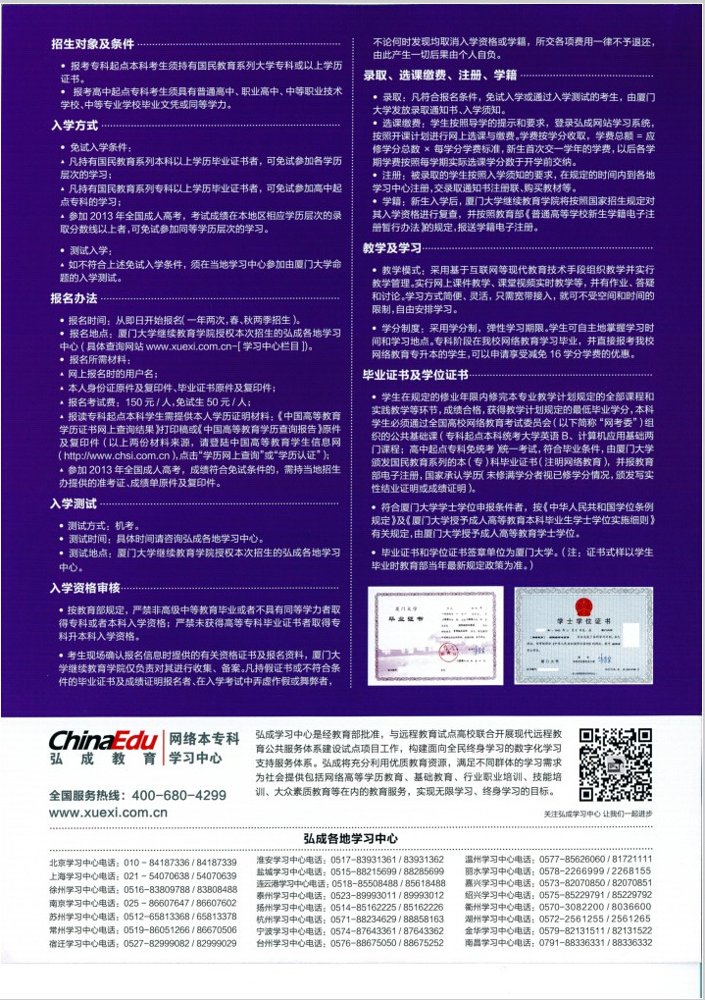 招生对象及条件
• 报考专科起点本科考生须持有国民教育系列大学专科或以上学历
证书。
• 报考高中起点专科考生须具有普通高中、职业高中、中等职业技术
学校、中等专业学校毕业文凭或同等学力。
入学方式
• 免试入学条件：
▲ 凡持有国民教育系列本科以上学历毕业证书者，可免试参加各学历
层次的学习；
▲ 凡持有国民教育系列专科以上学历毕业证书者，可免试参加高中起
点专科的学习；
▲ 参加 2013 年全国成人高考，考试成绩在本地区相应学历层次的录
取分数线以上者，可免试参加同等学历层次的学习。
• 测试入学：
▲ 如不符合上述免试入学条件，须在当地学习中心参加由厦门大学命
题的入学测试。
报名办法
• 报名时间：从即日开始报名（一年两次，春、秋两季招生）。
• 报名地点：厦门大学继续教育学院授权本次招生的弘成各地学习
中心（具体查询网站 www.xuexi.com.cn-[ 学习中心栏目 ]）。
• 报名所需材料：
▲ 网上报名时的用户名；
▲ 本人身份证原件及复印件、毕业证书原件及复印件；
▲ 报名考试费：150 元 / 人，免试生 50 元 / 人；
▲ 报读专科起点本科学生需提供本人学历证明材料：《中国高等教育
学历证书网上查询结果》打印稿或《中国高等教育学历查询报告》原件
及复印件（以上两份材料来源，请登陆中国高等教育学生信息网
（http://www.chsi.com.cn），点击“学历网上查询”或“学历认证”）；
▲ 参加 2013 年全国成人高考，成绩符合免试条件的，需持当地招生
办提供的准考证、成绩单原件及复印件。
入学测试
• 测试方式：机考。
• 测试时间：具体时间请咨询弘成各地学习中心。
• 测试地点：厦门大学继续教育学院授权本次招生的弘成各地学习
中心。
入学资格审核
• 按教育部规定，严禁非高级中等教育毕业或者不具有同等学力者取
得专科或者本科入学资格；严禁未获得高等专科毕业证书者取得专
科升本科入学资格。
• 考生现场确认报名信息时提供的有关资格证书及报名资料，厦门大
学继续教育学院仅负责对其进行收集、备案。凡持假证书或不符合条
件的毕业证书及成绩证明报名者、在入学考试中弄虚作假或舞弊者，
不论何时发现均取消入学资格或学籍，所交各项费用一律不予退还，
由此产生一切后果由个人自负。
录取、选课缴费、注册、学籍
• 录取：凡符合报名条件，免试入学或通过入学测试的考生，由厦门
大学发放录取通知书、入学须知。
• 选课缴费：学生按照导学的提示和要求，登录弘成网站学习系统，
按照开课计划进行网上选课与缴费。学费按学分收取，学费总额 = 应
修学分总数 × 每学分学费标准，新生首次交一学年的学费，以后各学
期学费按照每学期实际选课学分数于开学前交纳。
• 注册：被录取的学生按照入学须知的要求，在规定的时间内到各地
学习中心注册，交录取通知书注册联、购买教材等。
• 学籍：新生入学后，厦门大学继续教育学院将按照国家招生规定对
其入学资格进行复查，并按照教育部《普通高等学校新生学籍电子注
册暂行办法》的规定，报送学籍电子注册。
教学及学习
• 教学模式：采用基于互联网等现代教育技术手段组织教学并实行
教学管理。实行网上课件教学、课堂视频实时教学等，并有作业、答疑
和讨论。学习方式简便、灵活，只需宽带接入，就可不受空间和时间的
限制，自由安排学习。
• 学分制度：采用学分制，弹性学习期限。学生可自主地掌握学习时
间和学习地点。专科阶段在我校网络教育学习毕业，并直接报考我校
网络教育专升本的学生，可以申请享受减免 16 学分学费的优惠。
毕业证书及学位证书
• 学生在规定的修业年限内修完本专业教学计划规定的全部课程和
实践教学等环节，成绩合格，获得教学计划规定的最低毕业学分，本科
学生必须通过全国高校网络教育考试委员会（以下简称“网考委”）组
织的公共基础课（专科起点本科统考大学英语 B、计算机应用基础两
门课程；高中起点专科免统考）统一考试，符合毕业条件，由厦门大学
颁发国民教育系列的本（专）科毕业证书（注明网络教育），并报教育
部电子注册，国家承认学历（未修满学分者视已修学分情况，颁发写实
性结业证明或成绩证明）。
• 符合厦门大学学士学位申报条件者，按《中华人民共和国学位条例
规定》及《厦门大学授予成人高等教育本科毕业生学士学位实施细则》
有关规定，由厦门大学授予成人高等教育学士学位。
• 毕业证书和学位证书签章单位为厦门大学。（注：证书式样以学生
毕业时教育部当年最新规定政策为准。）
厦门大学
毕业证书
学士学位证书
ChinaEdu
弘成教育
网络本专科
学习中心
全国服务热线：400-680-4299
www.xuexi.com.cn
弘成学习中心是经教育部批准，与远程教育试点高校联合开展现代远程教
育公共服务体系建设试点项目工作，构建面向全民终身学习的数字化学习
支持服务体系。弘成将充分利用优质教育资源，满足不同群体的学习需求
为社会提供包括网络高等学历教育、基础教育、行业职业培训、技能培
训、大众素质教育等在内的教育服务，实现无限学习、终身学习的目标。
关注弘成学习中心 让我们一起进步
弘成各地学习中心
北京学习中心电话：010 - 84187336 / 84187339
上海学习中心电话：021 - 54070638 / 54070639
徐州学习中心电话：0516-83809788 / 83808488
南京学习中心电话：025 - 86607647 / 86607602
苏州学习中心电话：0512-65813368 / 65813378
常州学习中心电话：0519-86051266 / 86670506
宿迁学习中心电话：0527-82999082 / 82999029
淮安学习中心电话：0517-83931361 / 83931362
盐城学习中心电话：0515-88215699 / 88285699
连云港学习中心电话：0518-85508488 / 85618488
泰州学习中心电话：0523-89993011 / 89993012
扬州学习中心电话：0514-85162225 / 85162226
杭州学习中心电话：0571-88234629 / 88858163
宁波学习中心电话：0574-87643361 / 87643362
台州学习中心电话：0576-88675050 / 88675252
温州学习中心电话：0577-85626060 / 81721111
丽水学习中心电话：0578-2266999 / 2268155
嘉兴学习中心电话：0573-82070850 / 82070851
绍兴学习中心电话：0575-85229791 / 85229792
衢州学习中心电话：0570-3082200 / 8036600
湖州学习中心电话：0572-2561255 / 2561265
金华学习中心电话：0579-82131511 / 82131522
南昌学习中心电话：0791-88336331 / 88336332